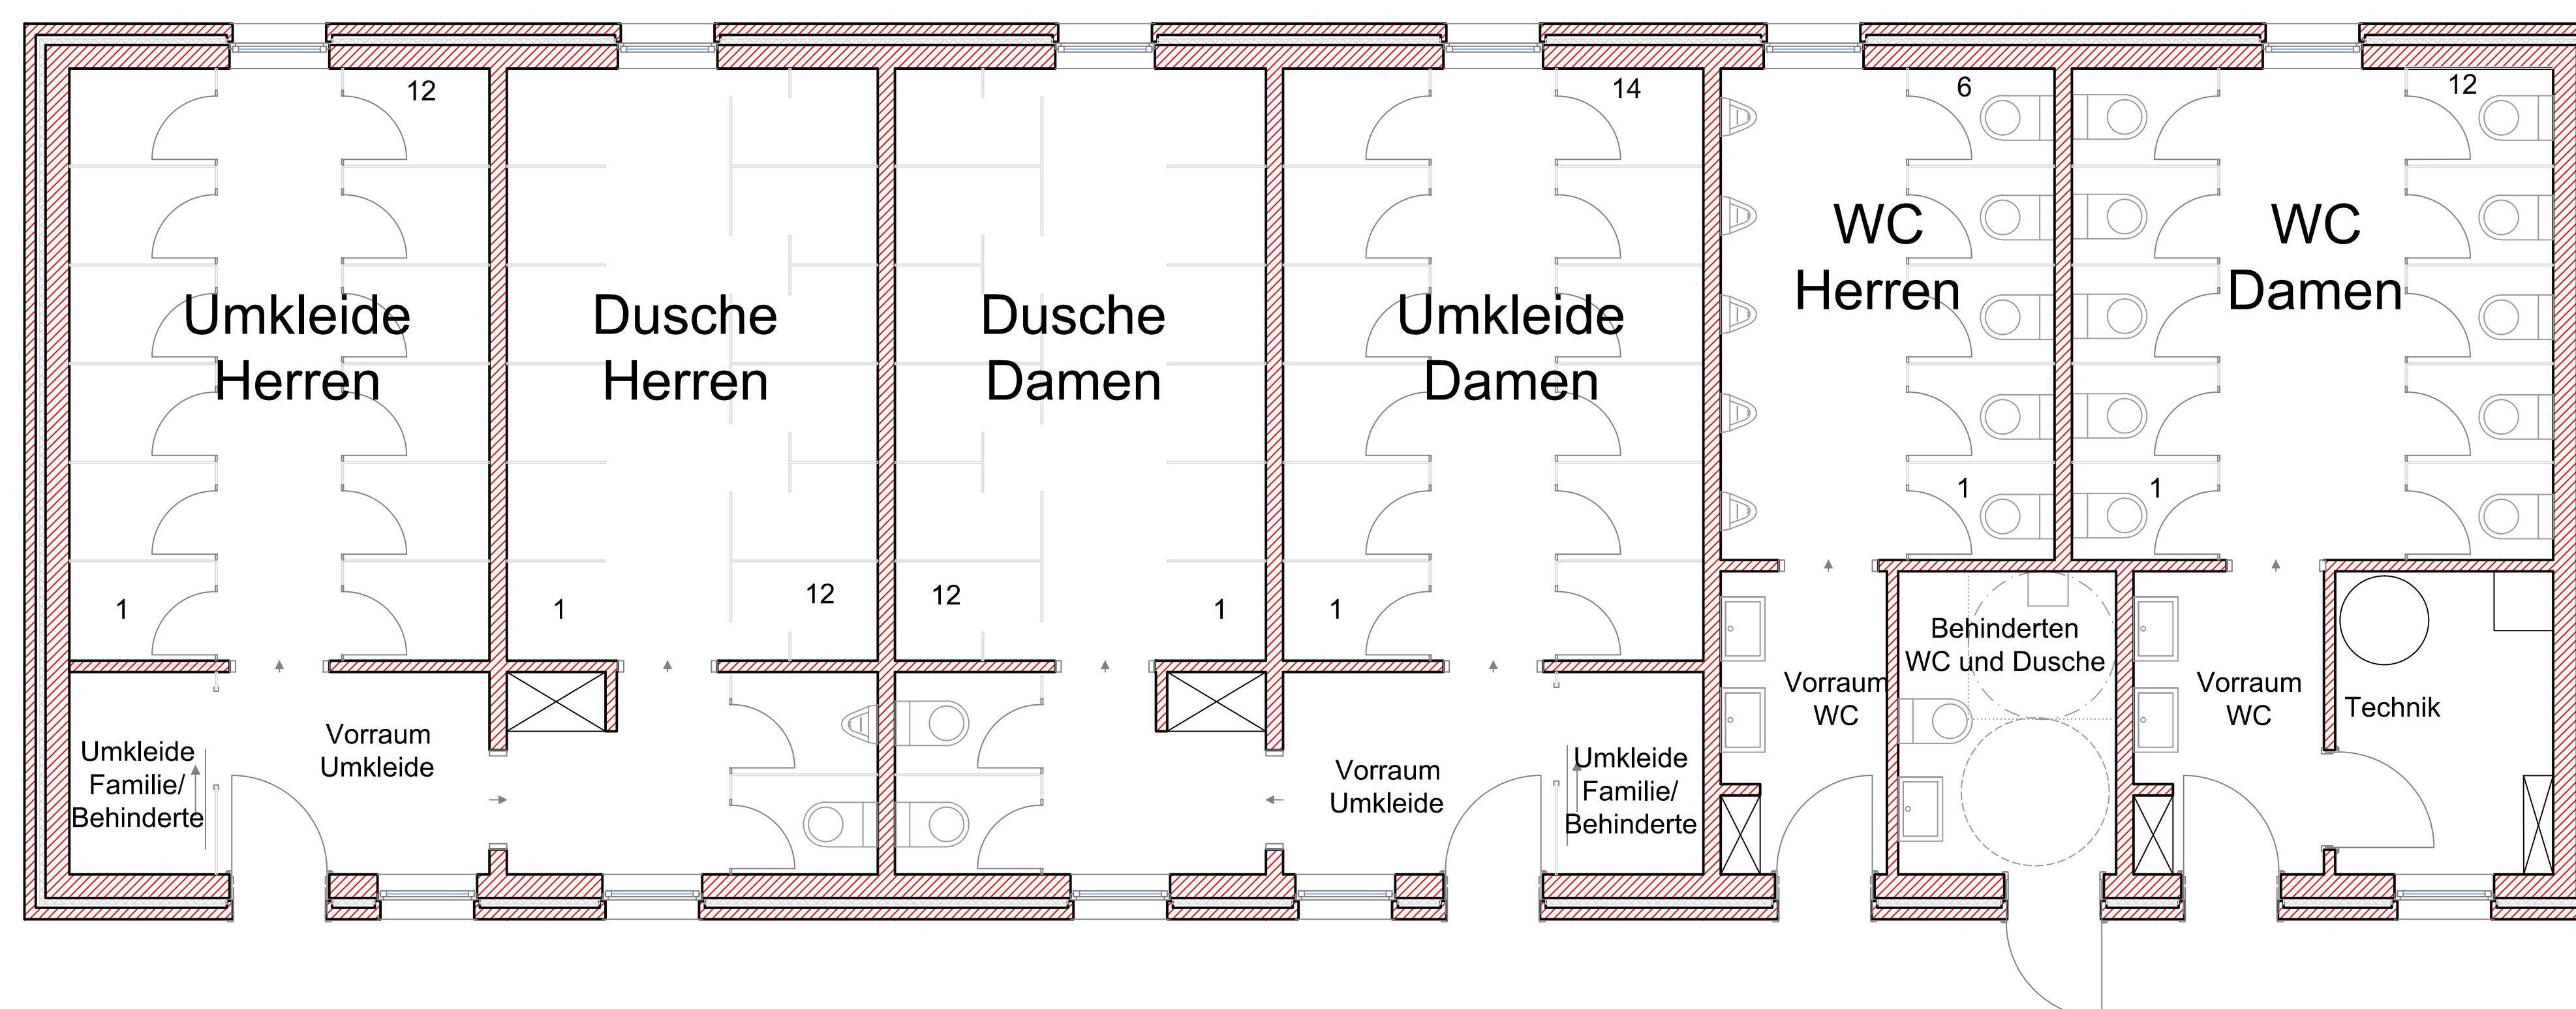 12
14
6
12
Umkleide
Herren
Dusche
Herren
Dusche
Damen
Umkleide
Damen
WC
Herren
WC
Damen
1
1
1
1
12
12
1
1
Umkleide
Familie/
Behinderte
Vorraum
Umkleide
Vorraum
Umkleide
Umkleide
Familie/
Behinderte
Vorraum
WC
Behinderten
WC und Dusche
Vorraum
WC
Technik